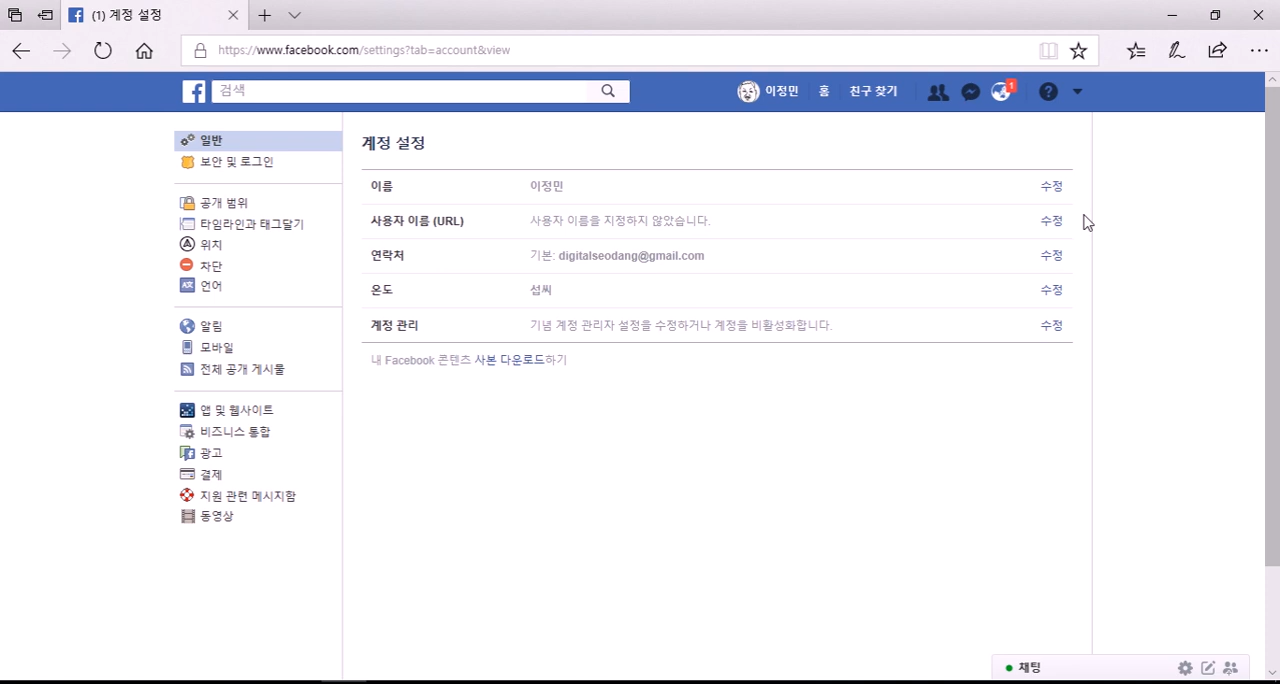 (1) 계정 설정
https://www.facebook.com/settings?tab=account&view
검색
이정민 홈 친구 찾기 1
일반
보안 및 로그인
공개 범위
타임라인과 태그달기
위치
차단
언어
알림
모바일
전체 공개 게시물
앱 및 웹사이트
비즈니스 통합
광고
결제
지원 관련 메시지함
동영상
계정 설정
이름 이정민 수정
사용자 이름 (URL) 사용자 이름을 지정하지 않았습니다. 수정
연락처 기본: digitalseodang@gmail.com 수정
온도 섭씨 수정
계정 관리 기념 계정 관리자 설정을 수정하거나 계정을 비활성화합니다. 수정
내 Facebook 콘텐츠 사본 다운로드하기
채팅